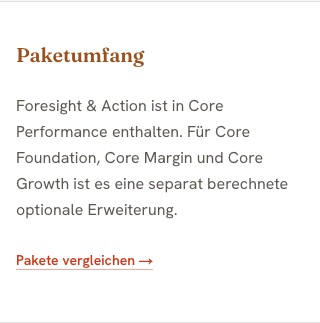 Paketumfang
Foresight & Action ist in Core
Performance enthalten. Für Core
Foundation, Core Margin und Core
Growth ist es eine separat berechnete
optionale Erweiterung.
Pakete vergleichen →